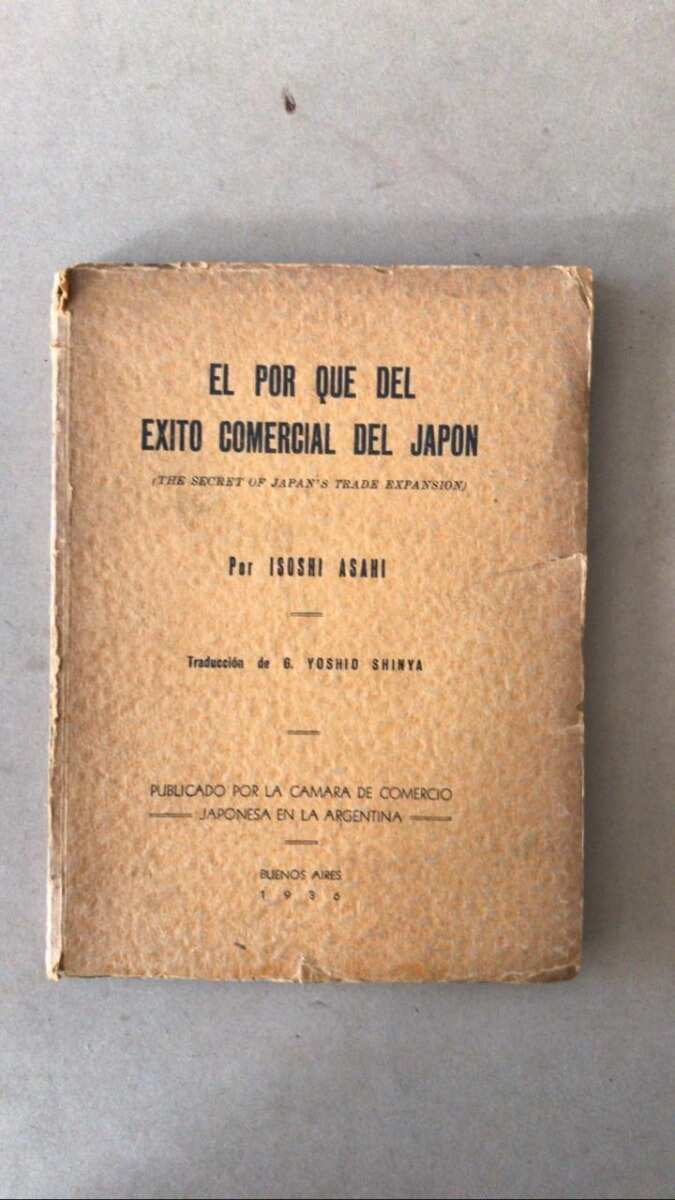 EL POR QUE DEL
EXITO COMERCIAL DEL JAPON
(THE SECRET OF JAPAN'S TRADE EXPANSION)
Por ISOSHI ASAHI
Traducción de G. YOSHIO SHINYA
PUBLICADO POR LA CAMARA DE COMERCIO
JAPONESA EN LA ARGENTINA
BUENOS AIRES
1936